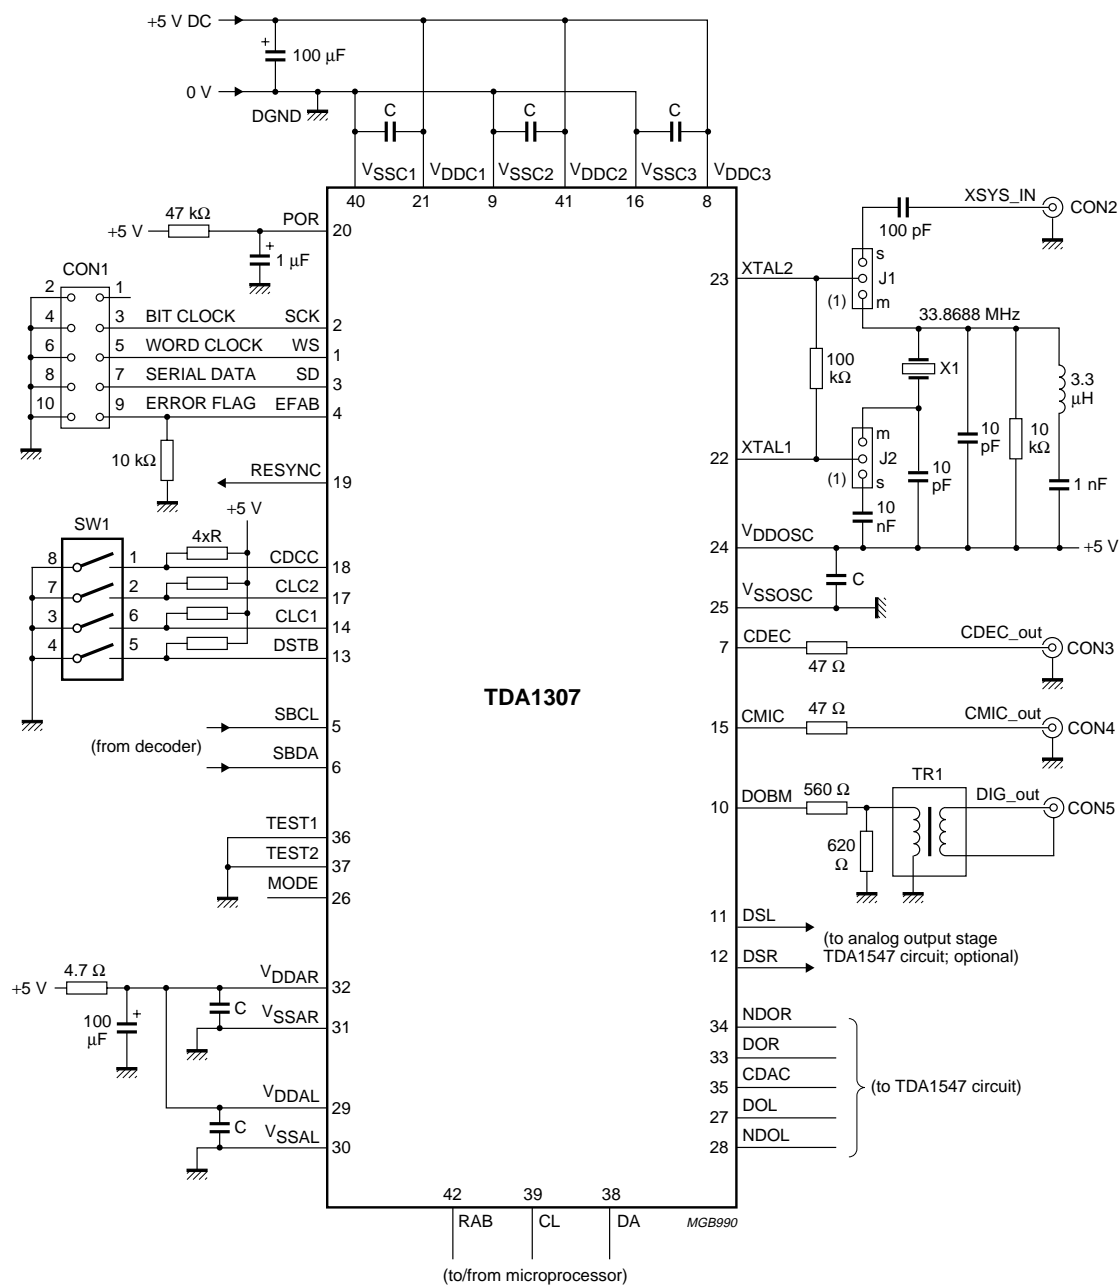 +5 V DC
+
100 µF
0 V
DGND
C
C
C
VSSC1
VDDC1
VSSC2
VDDC2
VSSC3
VDDC3
40
21
9
41
16
8
47 kΩ
+5 V
POR
20
+
1 µF
CON1
2
1
4
3
BIT CLOCK
SCK
2
6
5
WORD CLOCK
WS
1
8
7
SERIAL DATA
SD
3
10
9
ERROR FLAG
EFAB
4
10 kΩ
RESYNC
19
+5 V
SW1
4xR
8
1
CDCC
18
7
2
CLC2
17
3
6
CLC1
14
4
5
DSTB
13
SBCL
5
(from decoder)
SBDA
6
TEST1
36
TEST2
37
MODE
26
4.7 Ω
+5 V
VDDAR
32
100
µF
+
C
VSSAR
31
VDDAL
29
C
VSSAL
30
TDA1307
XSYS_IN
CON2
100 pF
s
J1
(1)
m
23
XTAL2
33.8688 MHz
100
kΩ
X1
3.3
µH
m
J2
(1)
s
22
XTAL1
10
pF
10
pF
10
kΩ
1 nF
10
nF
24
VDDOSC
+5 V
C
25
VSSOSC
7
CDEC
47 Ω
CDEC_out
CON3
15
CMIC
47 Ω
CMIC_out
CON4
TR1
10
DOBM
560 Ω
DIG_out
CON5
620
Ω
11
DSL
12
DSR
(to analog output stage
TDA1547 circuit; optional)
34
NDOR
33
DOR
35
CDAC
(to TDA1547 circuit)
27
DOL
28
NDOL
42
39
38
RAB
CL
DA
MGB990
(to/from microprocessor)